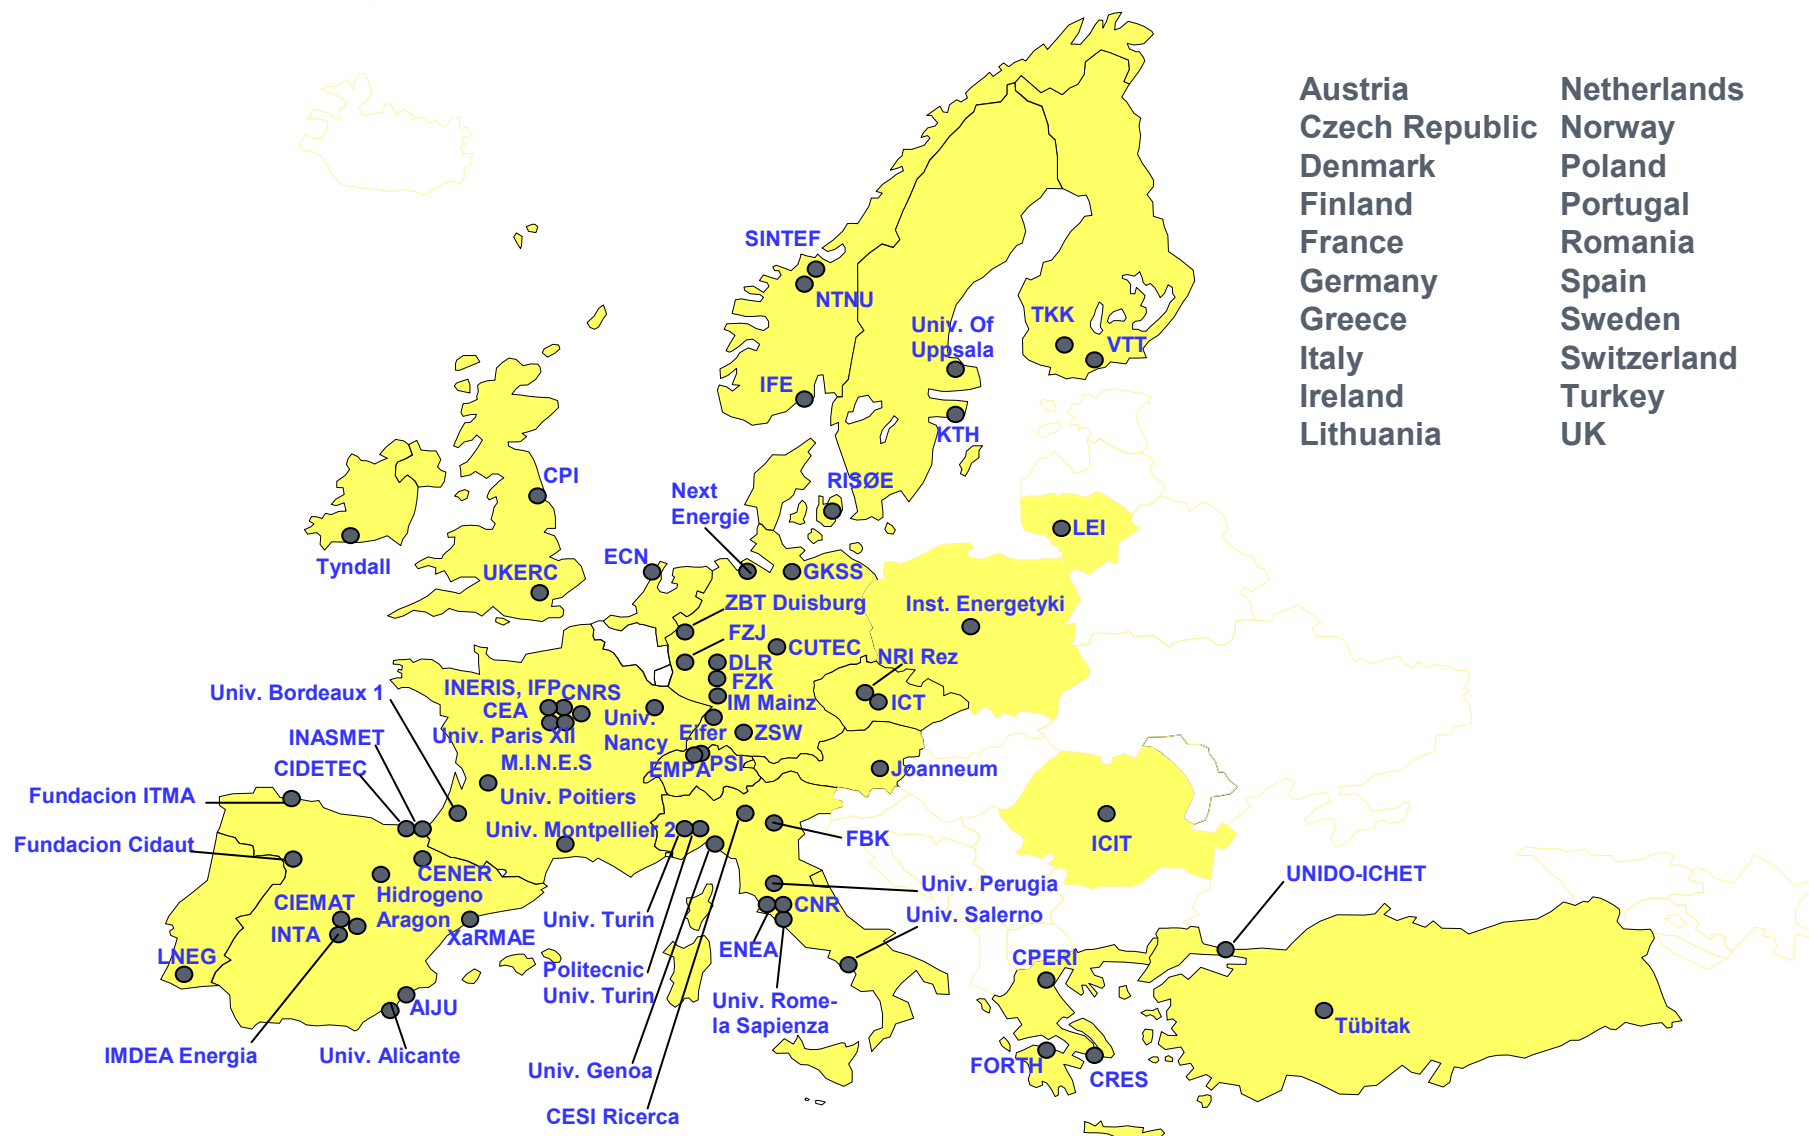 Austria
Czech Republic
Denmark
Finland
France
Germany
Greece
Italy
Ireland
Lithuania
Netherlands
Norway
Poland
Portugal
Romania
Spain
Sweden
Switzerland
Turkey
UK
SINTEF
NTNU
Univ. Of
Uppsala
TKK
VTT
IFE
KTH
CPI
RISØE
Next
Energie
LEI
Tyndall
UKERC
ECN
GKSS
ZBT Duisburg
Inst. Energetyki
FZJ
CUTEC
DLR
NRI Rez
FZK
INERIS, IFP
CNRS
IM Mainz
ICT
Univ. Bordeaux 1
CEA
Univ.
Nancy
Univ. Paris XII
Eifer
ZSW
INASMET
M.I.N.E.S
EMPA
PSI
Joanneum
CIDETEC
Fundacion ITMA
Univ. Poitiers
Univ. Montpellier 2
FBK
ICIT
Fundacion Cidaut
CENER
Hidrogeno
Aragon
CIEMAT
INTA
XaRMAE
Univ. Perugia
UNIDO-ICHET
CNR
Univ. Salerno
Univ. Turin
ENEA
LNEG
CPERI
Politecnic
Univ. Turin
Univ. Rome-
la Sapienza
AIJU
Tübitak
IMDEA Energia
Univ. Alicante
Univ. Genoa
FORTH
CRES
CESI Ricerca